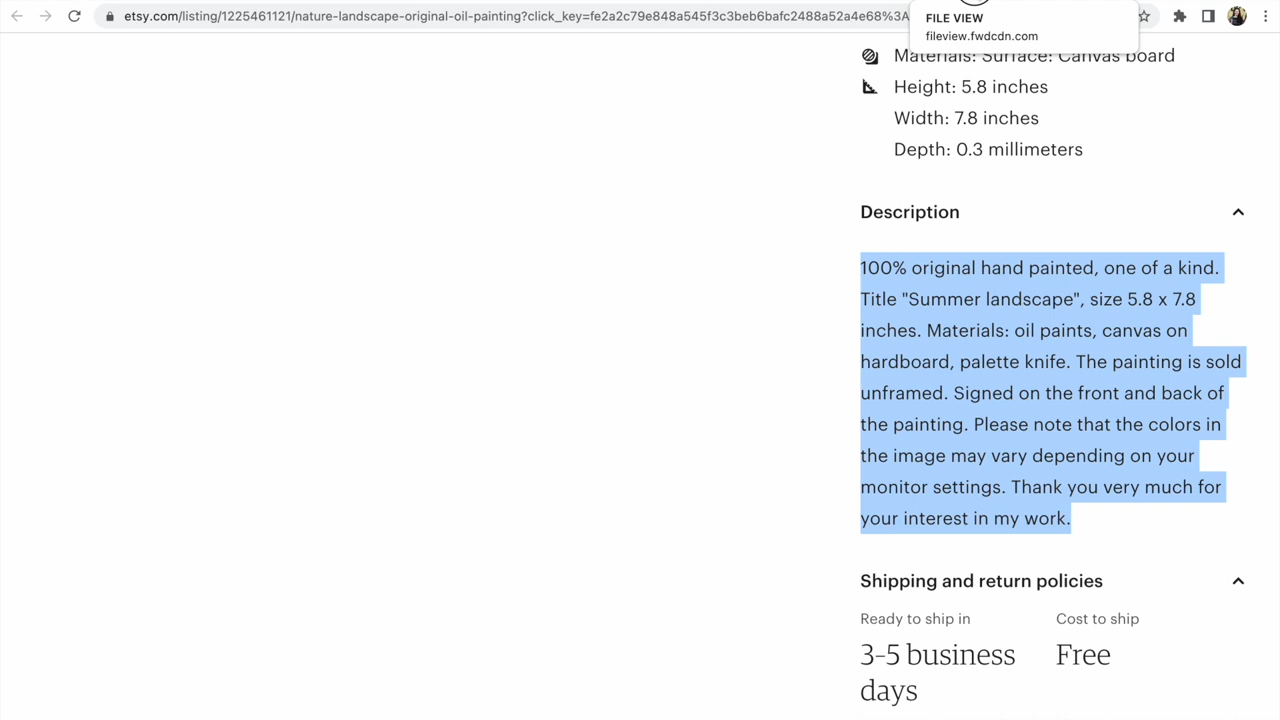 etsy.com/listing/1225461121/nature-landscape-original-oil-painting?click_key=fe2a2c79e848a545f3c3beb6bafc2488a52a4e68%3A
FILE VIEW
fileview.fwdcdn.com
Materials: Surface: Canvas board
Height: 5.8 inches
Width: 7.8 inches
Depth: 0.3 millimeters
Description
100% original hand painted, one of a kind.
Title "Summer landscape", size 5.8 x 7.8
inches. Materials: oil paints, canvas on
hardboard, palette knife. The painting is sold
unframed. Signed on the front and back of
the painting. Please note that the colors in
the image may vary depending on your
monitor settings. Thank you very much for
your interest in my work.
Shipping and return policies
Ready to ship in
Cost to ship
3-5 business
days
Free